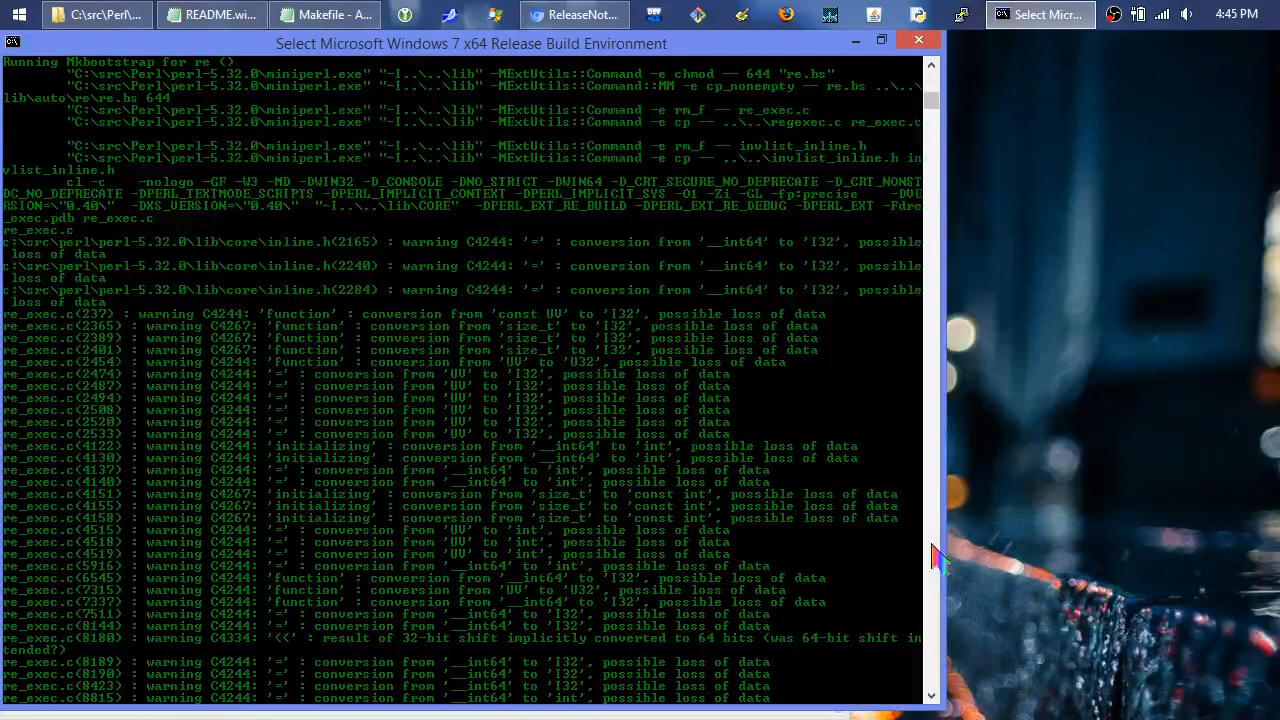 C:\src\Perl\...
README.wi...
Makefile - A...
ReleaseNot...
Select Micr...
4:45 PM
Select Microsoft Windows 7 x64 Release Build Environment
Running Mkbootstrap for re ()
"C:\src\Perl\perl-5.32.0\miniperl.exe" "-I..\..\lib" -MExtUtils::Command -e chmod -- 644 "re.bs"
"C:\src\Perl\perl-5.32.0\miniperl.exe" "-I..\..\lib" -MExtUtils::Command::MM -e cp_nonempty -- re.bs ..\..\
lib\auto\re\re.bs 644
"C:\src\Perl\perl-5.32.0\miniperl.exe" "-I..\..\lib" -MExtUtils::Command -e rm_f -- re_exec.c
"C:\src\Perl\perl-5.32.0\miniperl.exe" "-I..\..\lib" -MExtUtils::Command -e cp -- ..\..\regexec.c re_exec.c
"C:\src\Perl\perl-5.32.0\miniperl.exe" "-I..\..\lib" -MExtUtils::Command -e rm_f -- invlist_inline.h
"C:\src\Perl\perl-5.32.0\miniperl.exe" "-I..\..\lib" -MExtUtils::Command -e cp -- ..\..\invlist_inline.h in
vlist_inline.h
cl -c -nologo -GF -W3 -MD -DWIN32 -D_CONSOLE -DNO_STRICT -DWIN64 -D_CRT_SECURE_NO_DEPRECATE -D_CRT_NONST
DC_NO_DEPRECATE -DPERL_TEXTMODE_SCRIPTS -DPERL_IMPLICIT_CONTEXT -DPERL_IMPLICIT_SYS -O1 -Zi -GL -fp:precise -DVE
RSION=\"0.40\" -DXS_VERSION=\"0.40\" "-I..\..\lib\CORE" -DPERL_EXT_RE_BUILD -DPERL_EXT_RE_DEBUG -DPERL_EXT -Fdre
_exec.pdb re_exec.c
re_exec.c
c:\src\perl\perl-5.32.0\lib\core\inline.h(2165) : warning C4244: '=' : conversion from '__int64' to 'I32', possible
loss of data
c:\src\perl\perl-5.32.0\lib\core\inline.h(2240) : warning C4244: '=' : conversion from '__int64' to 'I32', possible
loss of data
c:\src\perl\perl-5.32.0\lib\core\inline.h(2284) : warning C4244: '=' : conversion from '__int64' to 'I32', possible
loss of data
re_exec.c(237) : warning C4244: 'function' : conversion from 'const UV' to 'I32', possible loss of data
re_exec.c(2365) : warning C4267: 'function' : conversion from 'size_t' to 'I32', possible loss of data
re_exec.c(2389) : warning C4267: 'function' : conversion from 'size_t' to 'I32', possible loss of data
re_exec.c(2401) : warning C4267: 'function' : conversion from 'size_t' to 'I32', possible loss of data
re_exec.c(2454) : warning C4244: 'function' : conversion from 'UV' to 'U32', possible loss of data
re_exec.c(2474) : warning C4244: '=' : conversion from 'UV' to 'I32', possible loss of data
re_exec.c(2487) : warning C4244: '=' : conversion from 'UV' to 'I32', possible loss of data
re_exec.c(2494) : warning C4244: '=' : conversion from 'UV' to 'I32', possible loss of data
re_exec.c(2508) : warning C4244: '=' : conversion from 'UV' to 'I32', possible loss of data
re_exec.c(2520) : warning C4244: '=' : conversion from 'UV' to 'I32', possible loss of data
re_exec.c(2533) : warning C4244: '=' : conversion from 'UV' to 'I32', possible loss of data
re_exec.c(4122) : warning C4244: 'initializing' : conversion from '__int64' to 'int', possible loss of data
re_exec.c(4130) : warning C4244: 'initializing' : conversion from '__int64' to 'int', possible loss of data
re_exec.c(4137) : warning C4244: '=' : conversion from '__int64' to 'int', possible loss of data
re_exec.c(4140) : warning C4244: '=' : conversion from '__int64' to 'int', possible loss of data
re_exec.c(4151) : warning C4267: 'initializing' : conversion from 'size_t' to 'const int', possible loss of data
re_exec.c(4155) : warning C4267: 'initializing' : conversion from 'size_t' to 'const int', possible loss of data
re_exec.c(4158) : warning C4267: 'initializing' : conversion from 'size_t' to 'const int', possible loss of data
re_exec.c(4515) : warning C4244: '=' : conversion from 'UV' to 'int', possible loss of data
re_exec.c(4518) : warning C4244: '=' : conversion from 'UV' to 'int', possible loss of data
re_exec.c(4519) : warning C4244: '=' : conversion from 'UV' to 'int', possible loss of data
re_exec.c(5916) : warning C4244: '=' : conversion from '__int64' to 'int', possible loss of data
re_exec.c(6545) : warning C4244: 'function' : conversion from '__int64' to 'I32', possible loss of data
re_exec.c(7315) : warning C4244: 'function' : conversion from 'UV' to 'U32', possible loss of data
re_exec.c(7337) : warning C4244: 'function' : conversion from '__int64' to 'I32', possible loss of data
re_exec.c(7511) : warning C4244: '=' : conversion from '__int64' to 'I32', possible loss of data
re_exec.c(8144) : warning C4244: '=' : conversion from '__int64' to 'I32', possible loss of data
re_exec.c(8180) : warning C4334: '<<' : result of 32-bit shift implicitly converted to 64 bits (was 64-bit shift in
tended?)
re_exec.c(8189) : warning C4244: '=' : conversion from '__int64' to 'I32', possible loss of data
re_exec.c(8190) : warning C4244: '=' : conversion from '__int64' to 'I32', possible loss of data
re_exec.c(8423) : warning C4244: '=' : conversion from '__int64' to 'I32', possible loss of data
re_exec.c(8815) : warning C4244: '=' : conversion from '__int64' to 'I32', possible loss of data